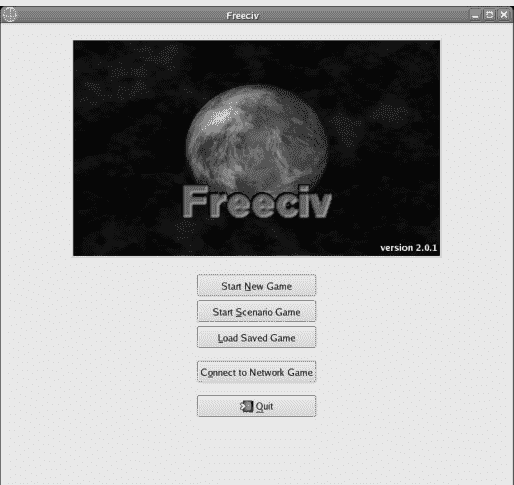 Freeciv
Freeciv
version 2.0.1
Start New Game
Start Scenario Game
Load Saved Game
Connect to Network Game
Quit